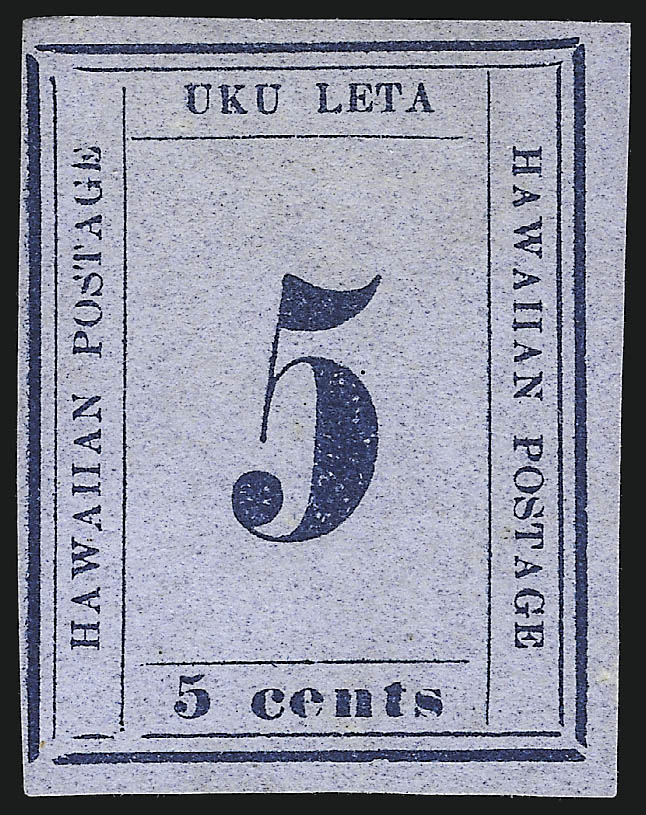 UKU LETA
HAWAIIAN POSTAGE
5
HAWAIIAN POSTAGE
5 cents